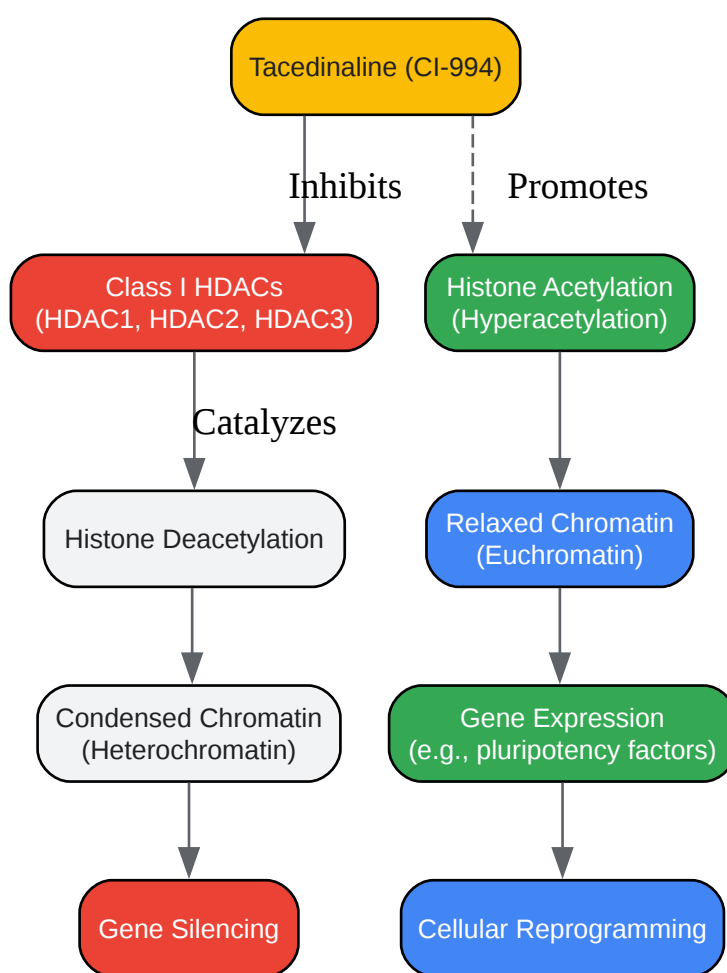 Tacedinaline (CI-994)
Inhibits
Promotes
Class I HDACs
(HDAC1, HDAC2, HDAC3)
Histone Acetylation
(Hyperacetylation)
Catalyzes
Histone Deacetylation
Relaxed Chromatin
(Euchromatin)
Condensed Chromatin
(Heterochromatin)
Gene Expression
(e.g., pluripotency factors)
Gene Silencing
Cellular Reprogramming